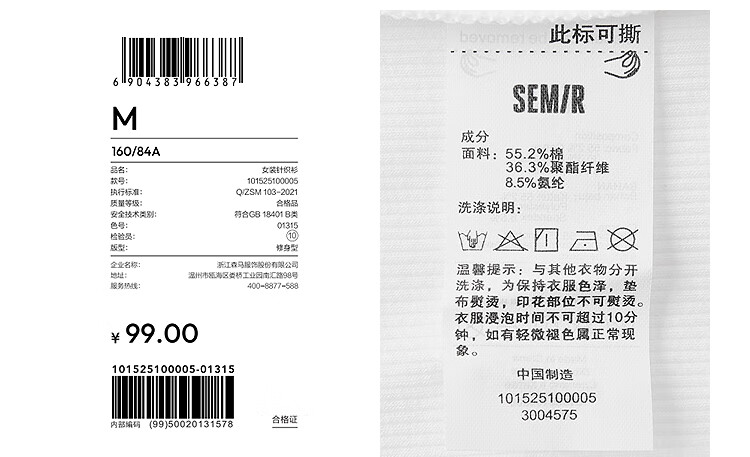 6 904383 966387
M
160/84A
品名: 女装针织衫
款号: 101525100005
执行标准: Q/ZSM 103-2021
质量等级: 合格品
安全技术类别: 符合GB 18401 B类
色号: 01315
检验员: 10
版型: 修身型
企业名称: 浙江森马服饰股份有限公司
地址: 温州市瓯海区娄桥工业园南汇路98号
服务热线: 400-8877-588
¥ 99.00
101525100005-01315
内部编码 (99)50020131578
合格证
此标可撕
SEM/R
成分
面料: 55.2%棉
36.3%聚酯纤维
8.5%氨纶
洗涤说明:
温馨提示: 与其他衣物分开
洗涤, 为保持衣服色泽, 垫
布熨烫, 印花部位不可熨烫。
衣服浸泡时间不可超过10分
钟, 如有轻微褪色属正常现
象。
中国制造
101525100005
3004575